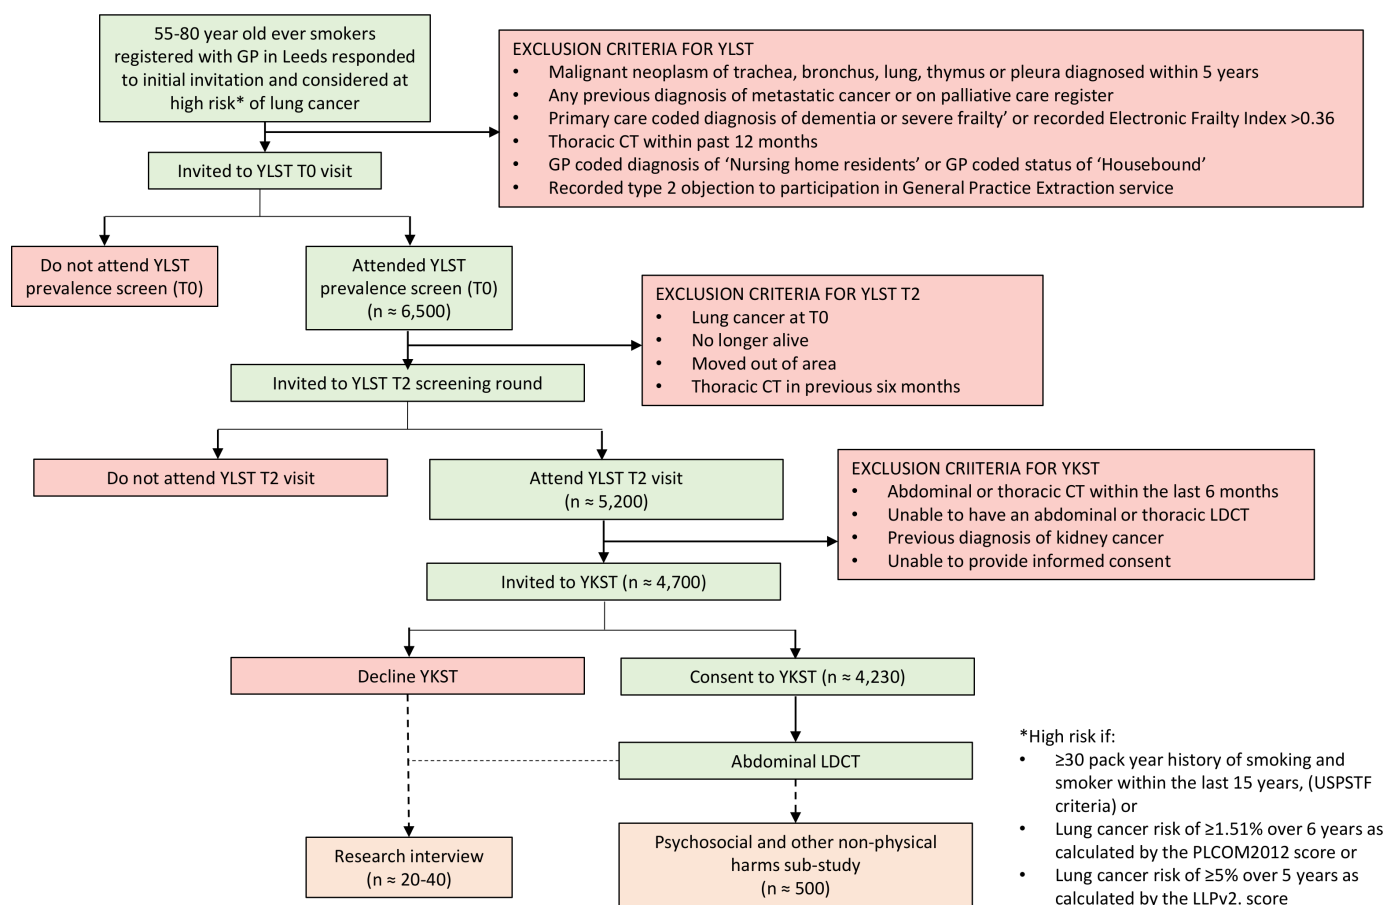 55-80 year old ever smokers
registered with GP in Leeds responded
to initial invitation and considered at
high risk* of lung cancer
EXCLUSION CRITERIA FOR YLST
• Malignant neoplasm of trachea, bronchus, lung, thymus or pleura diagnosed within 5 years
• Any previous diagnosis of metastatic cancer or on palliative care register
• Primary care coded diagnosis of dementia or severe frailty’ or recorded Electronic Frailty Index >0.36
• Thoracic CT within past 12 months
• GP coded diagnosis of ‘Nursing home residents’ or GP coded status of ‘Housebound’
• Recorded type 2 objection to participation in General Practice Extraction service
Invited to YLST T0 visit
Do not attend YLST
prevalence screen (T0)
Attended YLST
prevalence screen (T0)
(n ≈ 6,500)
EXCLUSION CRITERIA FOR YLST T2
• Lung cancer at T0
• No longer alive
• Moved out of area
• Thoracic CT in previous six months
Invited to YLST T2 screening round
Do not attend YLST T2 visit
Attend YLST T2 visit
(n ≈ 5,200)
EXCLUSION CRIITERIA FOR YKST
• Abdominal or thoracic CT within the last 6 months
• Unable to have an abdominal or thoracic LDCT
• Previous diagnosis of kidney cancer
• Unable to provide informed consent
Invited to YKST (n ≈ 4,700)
Decline YKST
Consent to YKST (n ≈ 4,230)
Abdominal LDCT
Research interview
(n ≈ 20-40)
Psychosocial and other non-physical
harms sub-study
(n ≈ 500)
*High risk if:
• ≥30 pack year history of smoking and
smoker within the last 15 years, (USPSTF
criteria) or
• Lung cancer risk of ≥1.51% over 6 years as
calculated by the PLCOM2012 score or
• Lung cancer risk of ≥5% over 5 years as
calculated by the LLPv2. score